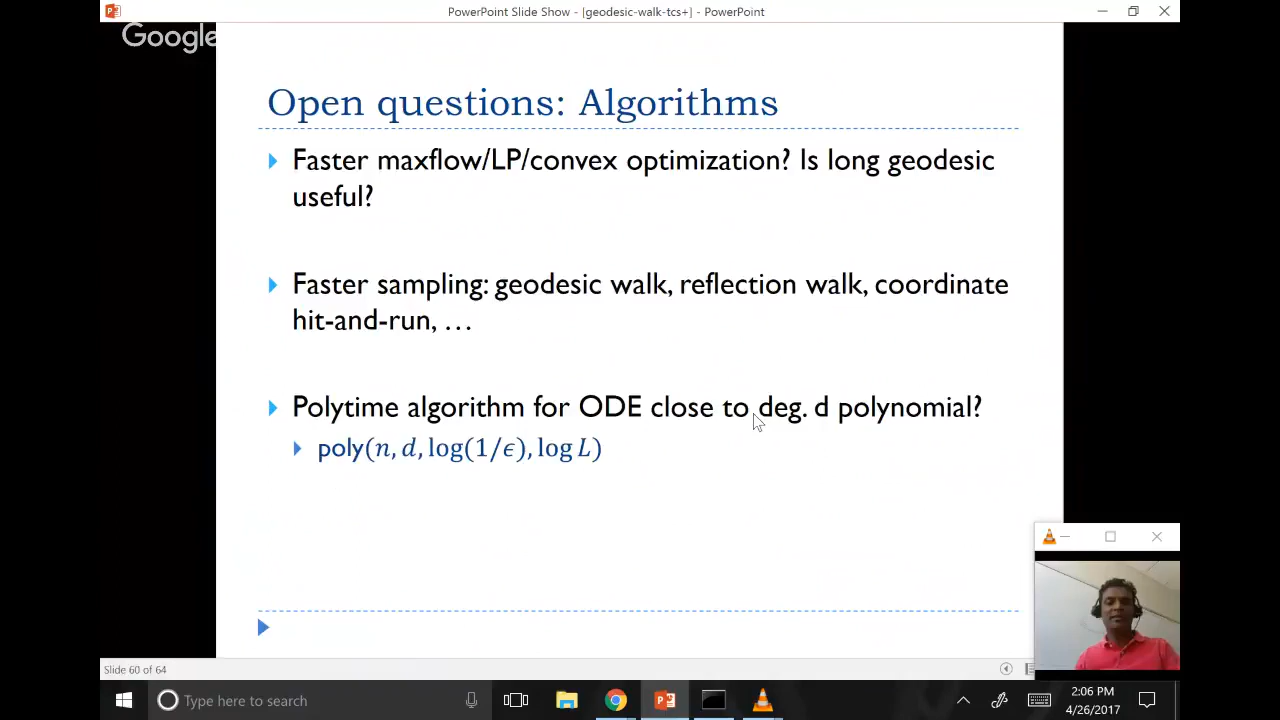 PowerPoint Slide Show - [geodesic-walk-tcs+] - PowerPoint
Google
Open questions: Algorithms
Faster maxflow/LP/convex optimization? Is long geodesic
useful?
Faster sampling: geodesic walk, reflection walk, coordinate
hit-and-run, …
Polytime algorithm for ODE close to deg. d polynomial?
poly(n, d, log(1/ϵ), log L)
Slide 60 of 64
Type here to search
2:06 PM
4/26/2017